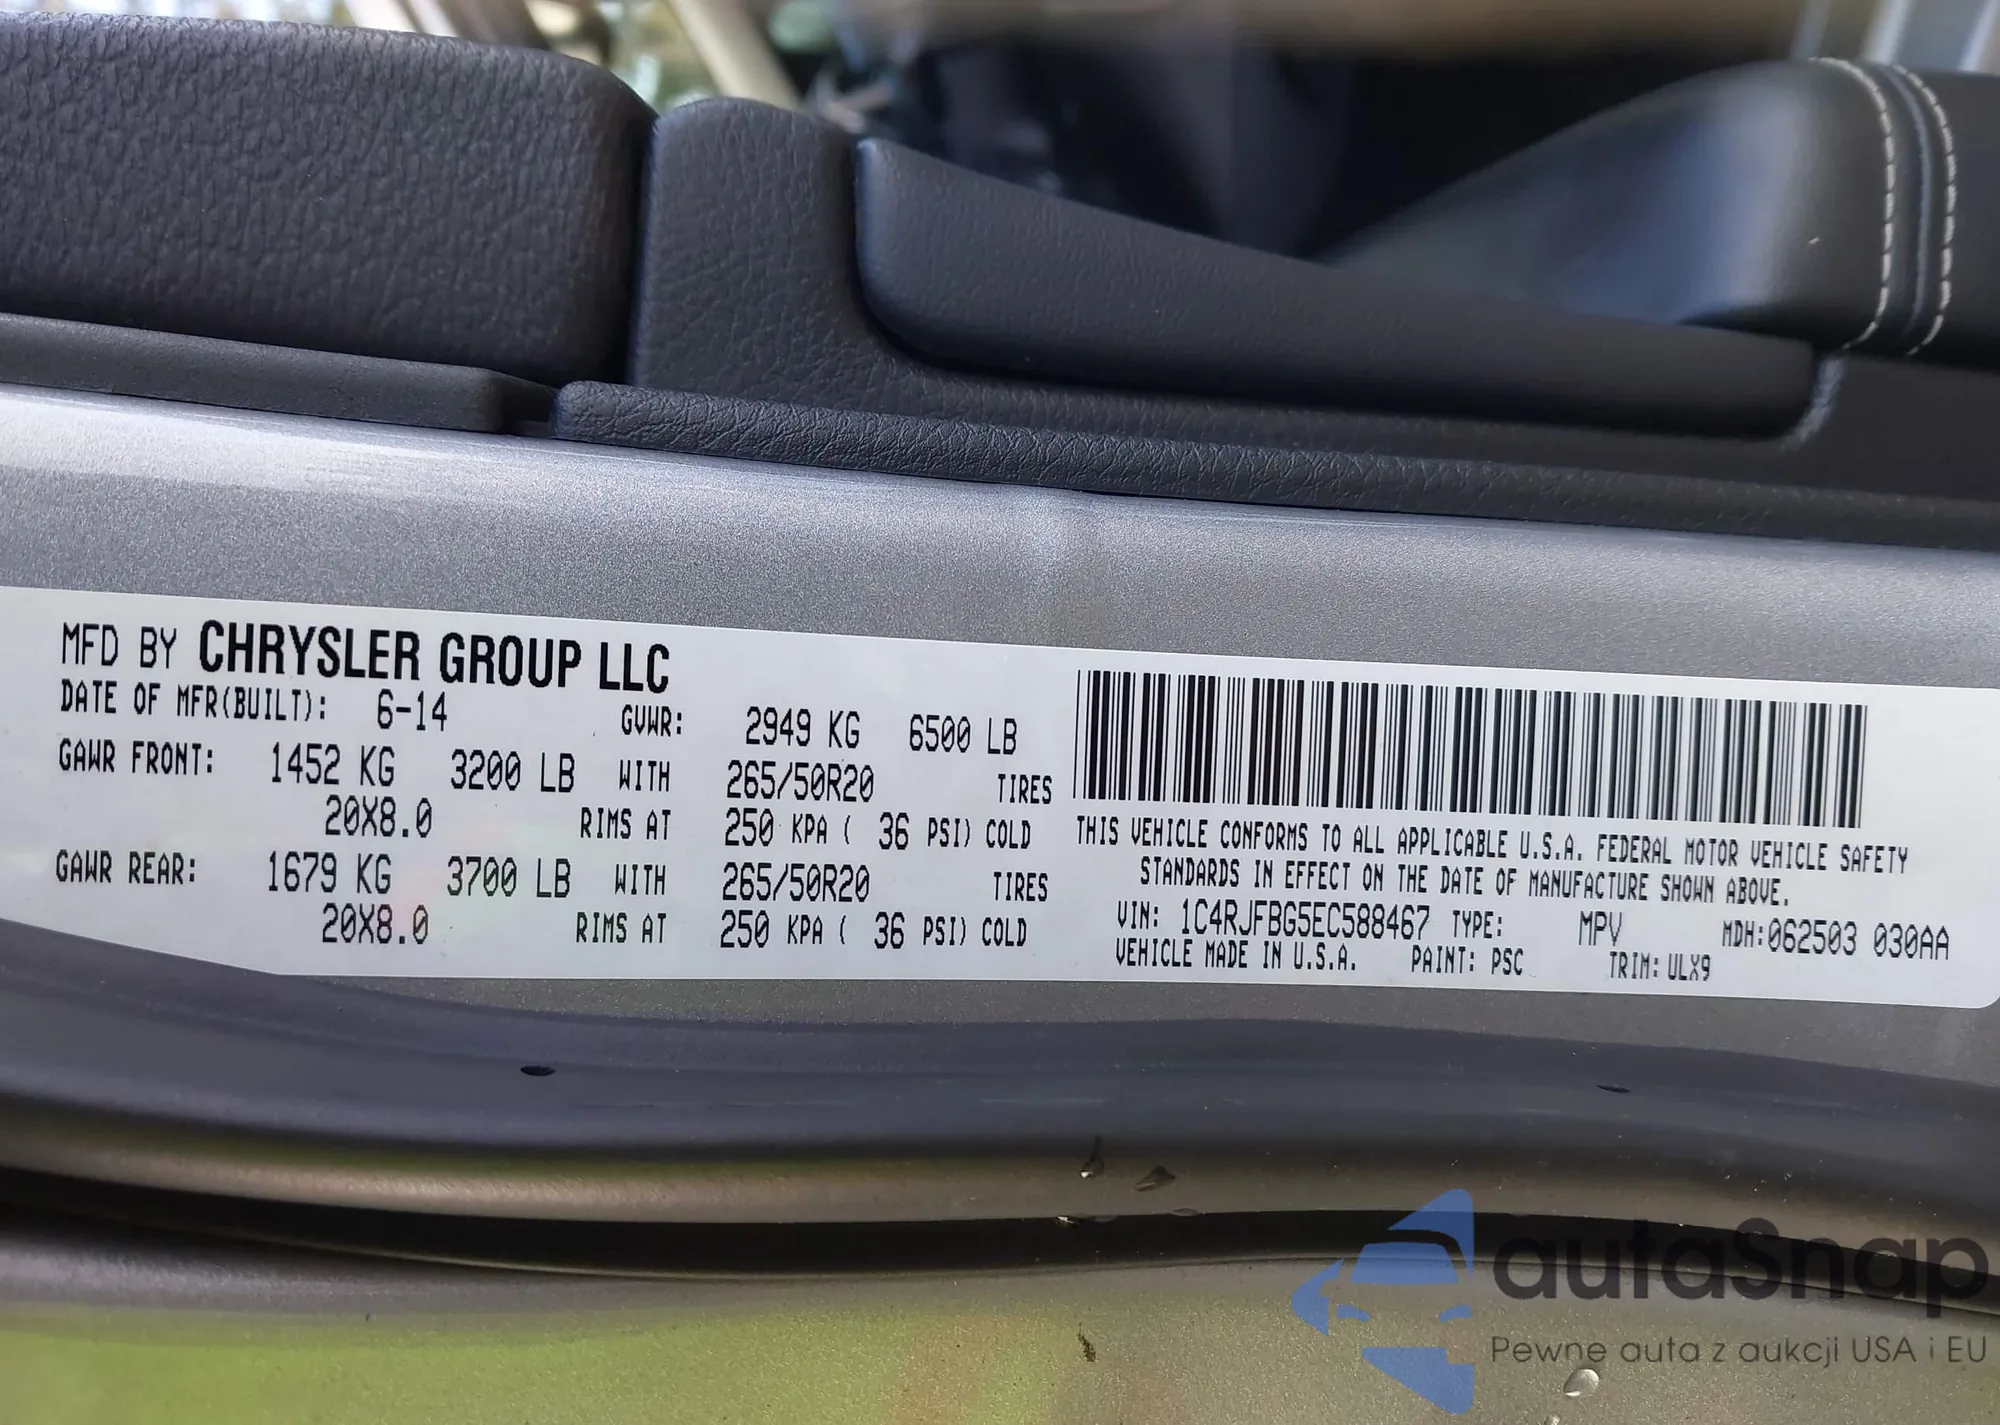 MFD BY CHRYSLER GROUP LLC
DATE OF MFR(BUILT): 6-14 GVWR: 2949 KG 6500 LB
GAWR FRONT: 1452 KG 3200 LB WITH 265/50R20 TIRES
20X8.0 RIMS AT 250 KPA ( 36 PSI) COLD
GAWR REAR: 1679 KG 3700 LB WITH 265/50R20 TIRES
20X8.0 RIMS AT 250 KPA ( 36 PSI) COLD
THIS VEHICLE CONFORMS TO ALL APPLICABLE U.S.A. FEDERAL MOTOR VEHICLE SAFETY
STANDARDS IN EFFECT ON THE DATE OF MANUFACTURE SHOWN ABOVE.
VIN: 1C4RJFBG5EC588467 TYPE: MPV MDH:062503 030AA
VEHICLE MADE IN U.S.A. PAINT: PSC TRIM: ULX9
autaSnap
Pewne auta z aukcji USA i EU